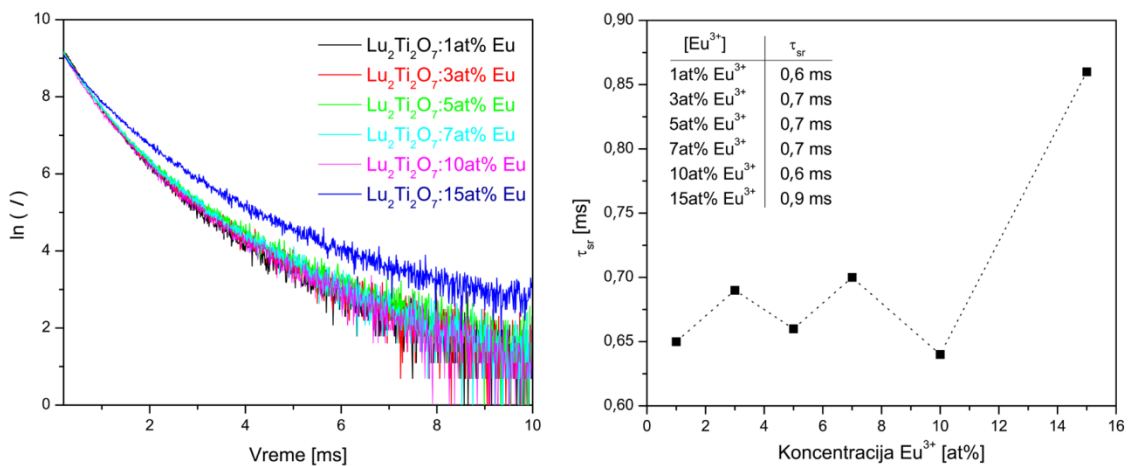 10
8
6
4
2
0
ln (I)
Lu₂Ti₂O₇:1at% Eu
Lu₂Ti₂O₇:3at% Eu
Lu₂Ti₂O₇:5at% Eu
Lu₂Ti₂O₇:7at% Eu
Lu₂Ti₂O₇:10at% Eu
Lu₂Ti₂O₇:15at% Eu
2 4 6 8 10
Vreme [ms]
0,90
0,85
0,80
0,75
0,70
0,65
0,60
τsr [ms]
[Eu³⁺] τsr
1at% Eu³⁺ 0,6 ms
3at% Eu³⁺ 0,7 ms
5at% Eu³⁺ 0,7 ms
7at% Eu³⁺ 0,7 ms
10at% Eu³⁺ 0,6 ms
15at% Eu³⁺ 0,9 ms
0 2 4 6 8 10 12 14 16
Koncentracija Eu³⁺ [at%]